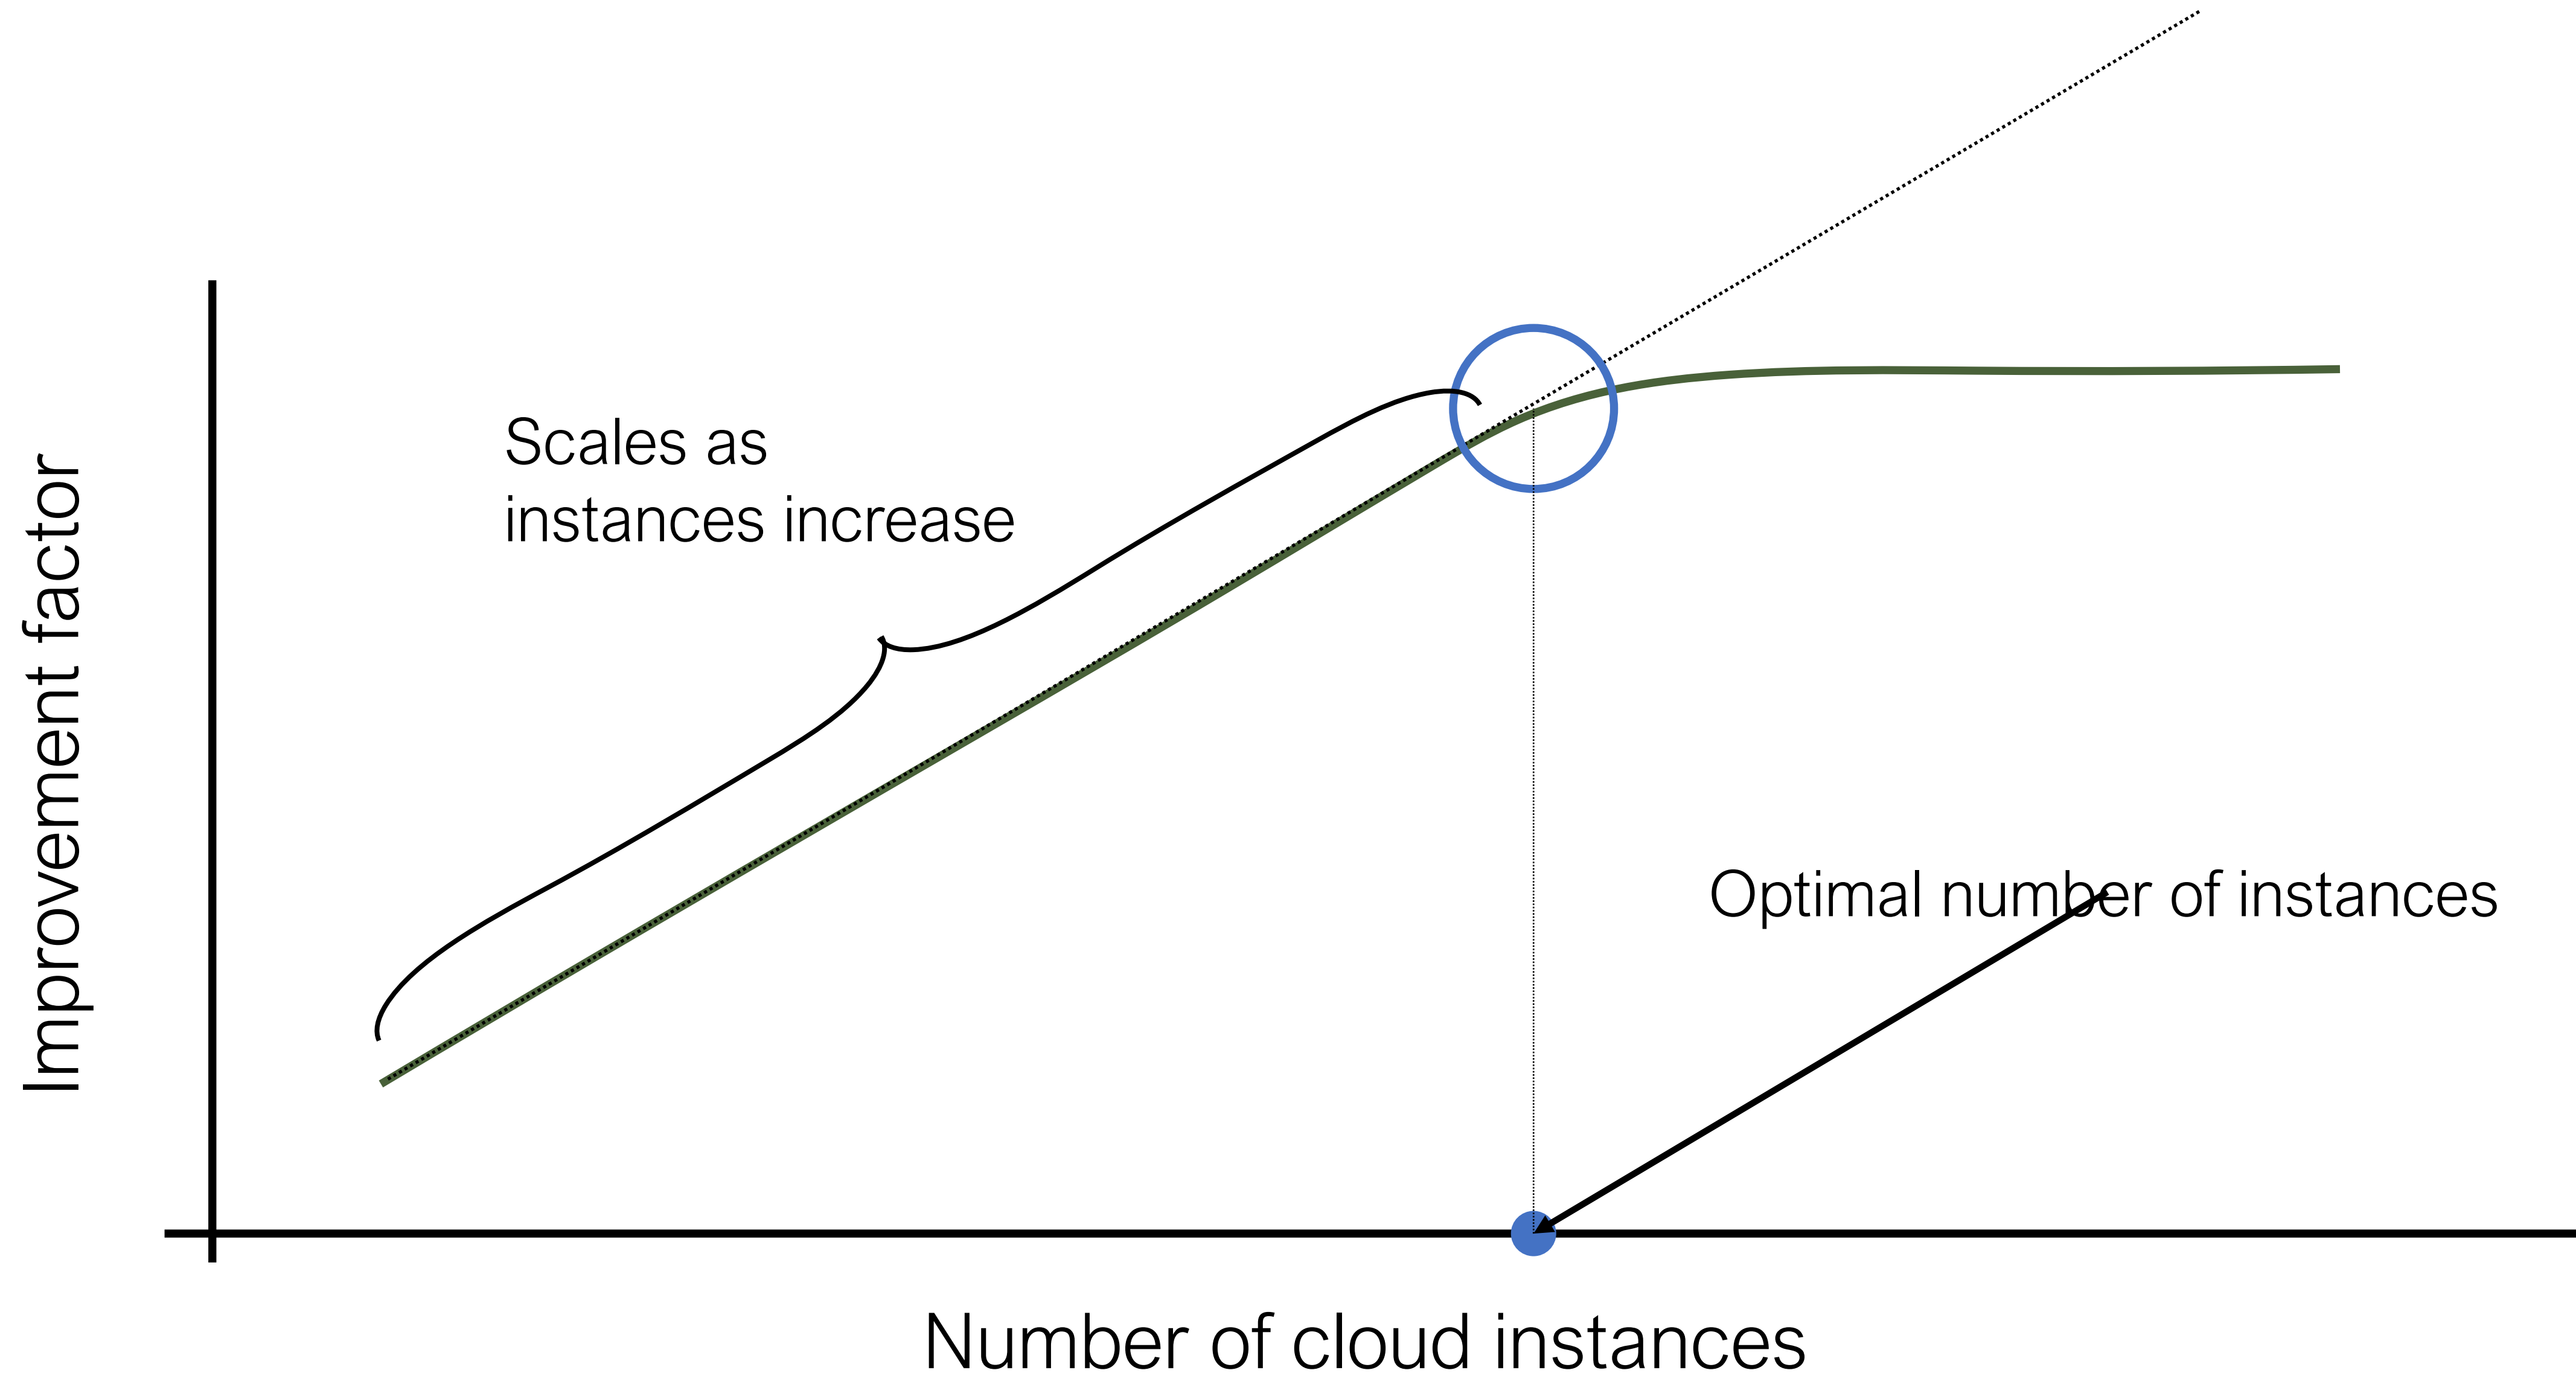 Scales as
instances increase
Improvement factor
Optimal number of instances
Number of cloud instances